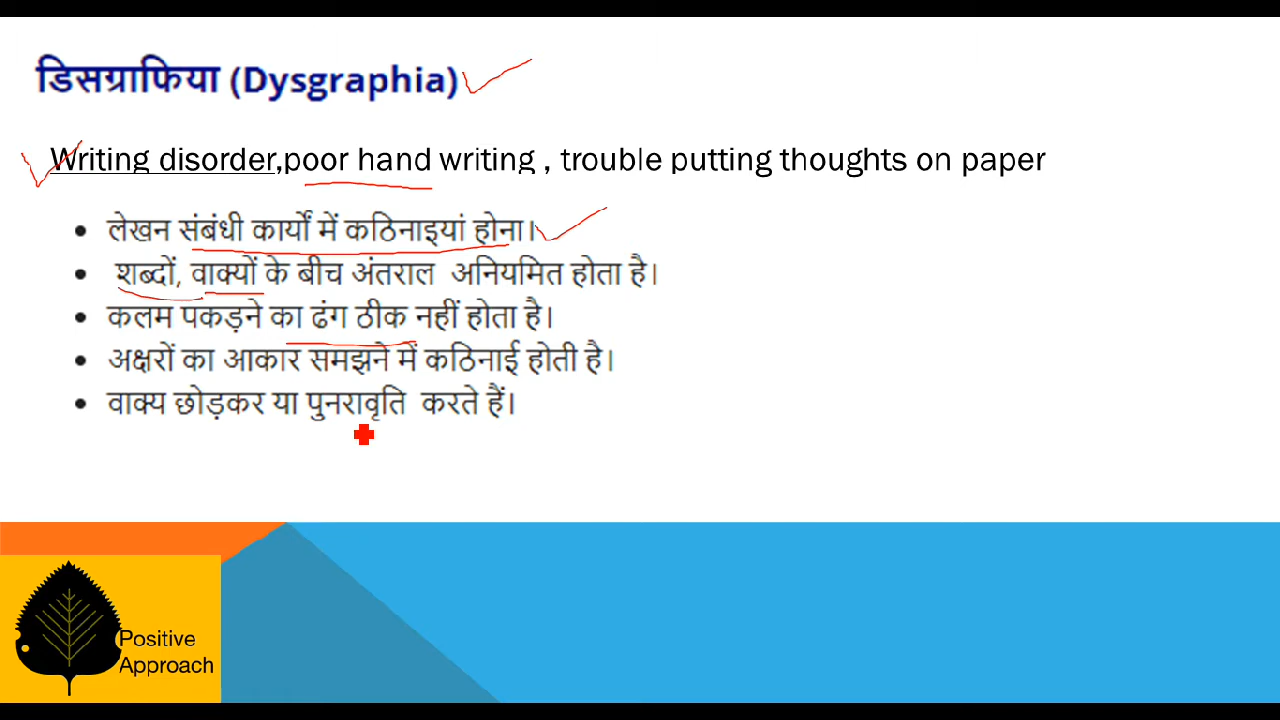 डिसग्राफिया (Dysgraphia)
Writing disorder,poor hand writing , trouble putting thoughts on paper
• लेखन संबंधी कार्यों में कठिनाइयां होना।
• शब्दों, वाक्यों के बीच अंतराल अनियमित होता है।
• कलम पकड़ने का ढंग ठीक नहीं होता है।
• अक्षरों का आकार समझने में कठिनाई होती है।
• वाक्य छोड़कर या पुनरावृति करते हैं।
Positive
Approach